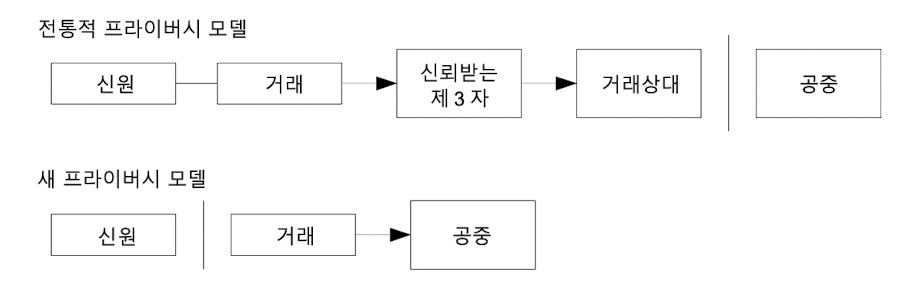 전통적 프라이버시 모델
신원
거래
신뢰받는
제 3 자
거래상대
공중
새 프라이버시 모델
신원
거래
공중